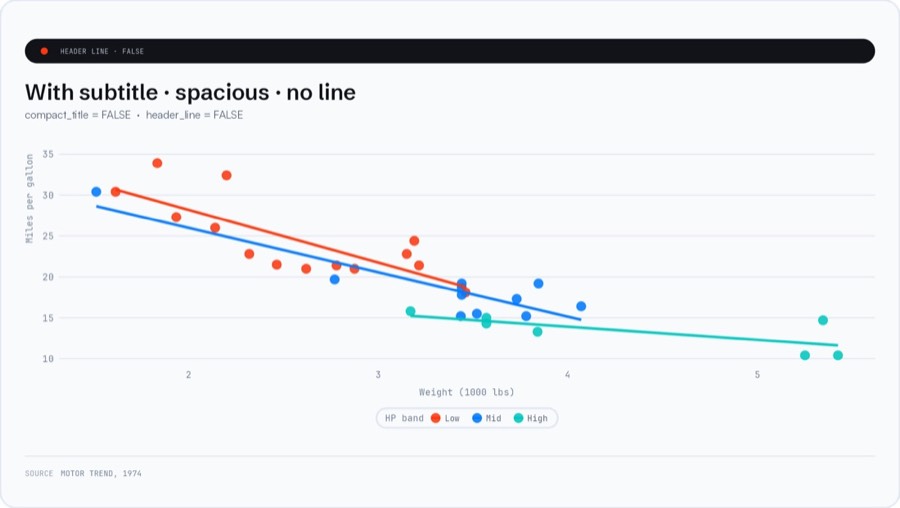 HEADER LINE · FALSE
With subtitle · spacious · no line
compact_title = FALSE · header_line = FALSE
Miles per gallon
35
30
25
20
15
10
2 3 4 5
Weight (1000 lbs)
HP band Low Mid High
SOURCE MOTOR TREND, 1974